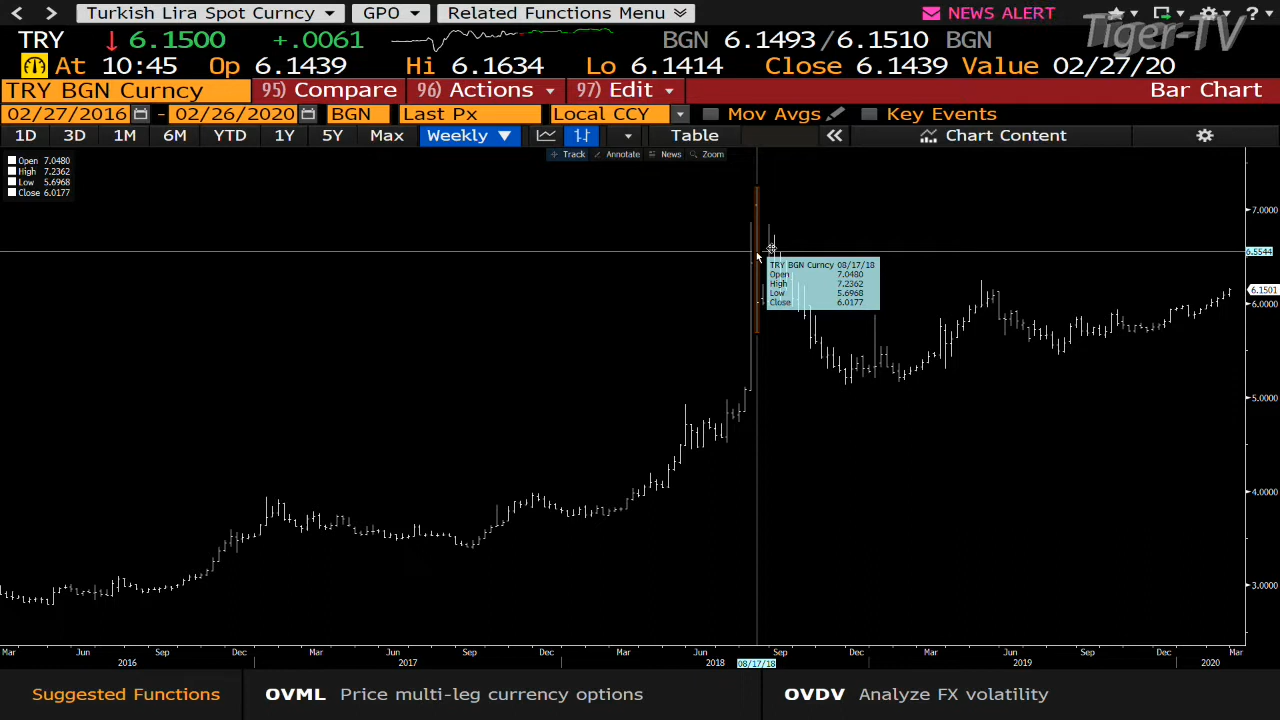 Turkish Lira Spot Curncy GPO Related Functions Menu NEWS ALERT ?
Tiger-TV
TRY 6.1500 +.0061 BGN 6.1493/6.1510 BGN
At 10:45 Op 6.1439 Hi 6.1634 Lo 6.1414 Close 6.1439 Value 02/27/20
TRY BGN Curncy 95) Compare 96) Actions 97) Edit Bar Chart
02/27/2016 - 02/26/2020 BGN Last Px Local CCY Mov Avgs Key Events
1D 3D 1M 6M YTD 1Y 5Y Max Weekly Table Chart Content
Track Annotate News Zoom
Open 7.0480
High 7.2362
Low 5.6968
Close 6.0177
7.0000
6.5544
TRY BGN Curncy 08/17/18
Open 7.0480
High 7.2362
Low 5.6968
Close 6.0177
6.1501
6.0000
5.0000
4.0000
3.0000
Mar Jun Sep Dec Mar Jun Sep Dec Mar Jun Sep Dec Mar Jun Sep Dec Mar
2016 2017 2018 08/17/18 2019 2020
Suggested Functions OVML Price multi-leg currency options OVDV Analyze FX volatility